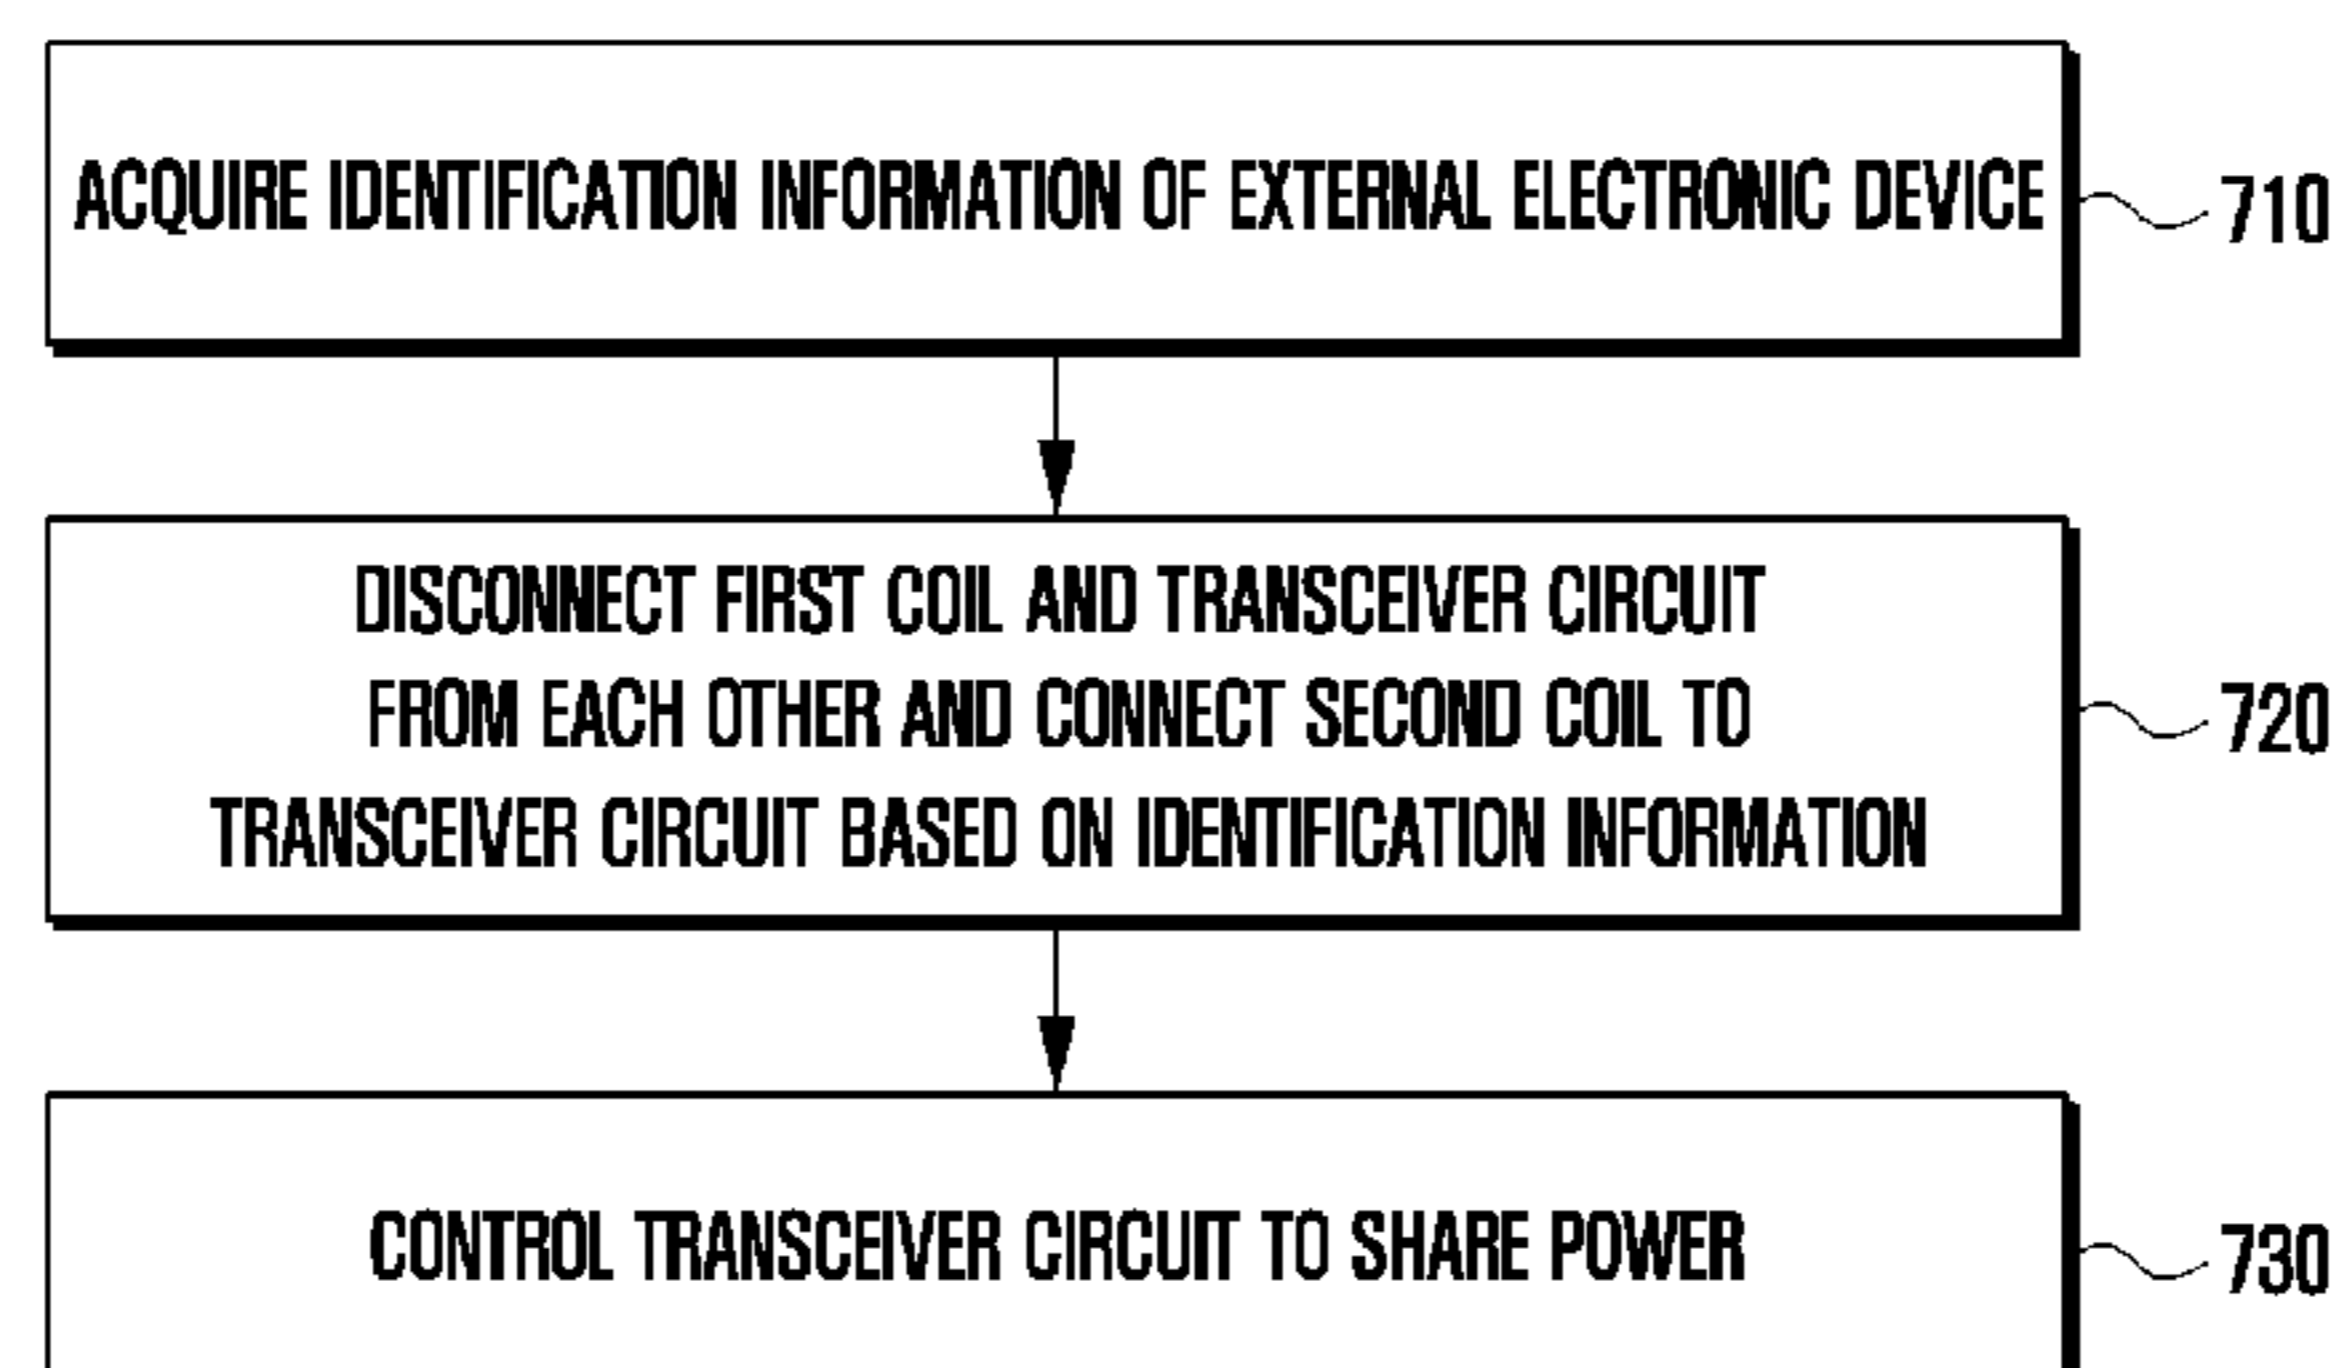 ACQUIRE IDENTIFICATION INFORMATION OF EXTERNAL ELECTRONIC DEVICE
710
DISCONNECT FIRST COIL AND TRANSCEIVER CIRCUIT
FROM EACH OTHER AND CONNECT SECOND COIL TO
TRANSCEIVER CIRCUIT BASED ON IDENTIFICATION INFORMATION
720
CONTROL TRANSCEIVER CIRCUIT TO SHARE POWER
730